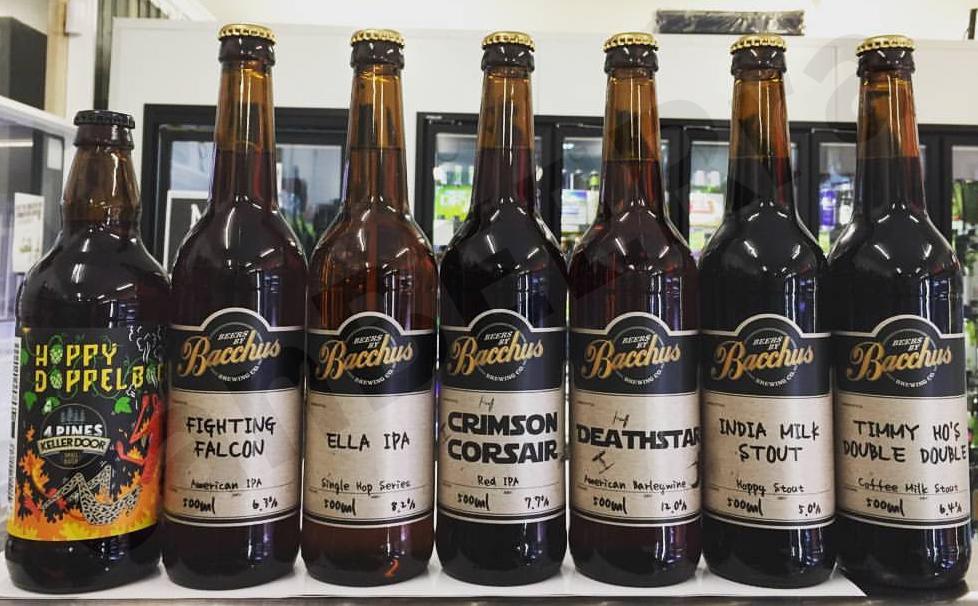 HOPPY
DOPPELB
4 PINES
KELLER DOOR
SMALL
BATCH
BEERS
BY
Bacchus
BREWING CO.
FIGHTING
FALCON
American IPA
500ml 6.3%
BEERS
BY
Bacchus
BREWING CO.
ELLA IPA
Single Hop Series
500ml 8.2%
BEERS
BY
Bacchus
BREWING CO.
CRIMSON
CORSAIR
Red IPA
500ml 7.7%
BEERS
BY
Bacchus
BREWING CO.
DEATHSTAR
American Barleywine
500ml 12.0%
BEERS
BY
Bacchus
BREWING CO.
INDIA MILK
STOUT
Hoppy Stout
500ml 5.0%
BEERS
BY
Bacchus
BREWING CO.
TIMMY HO'S
DOUBLE DOUBLE
Coffee Milk Stout
500ml 6.4%